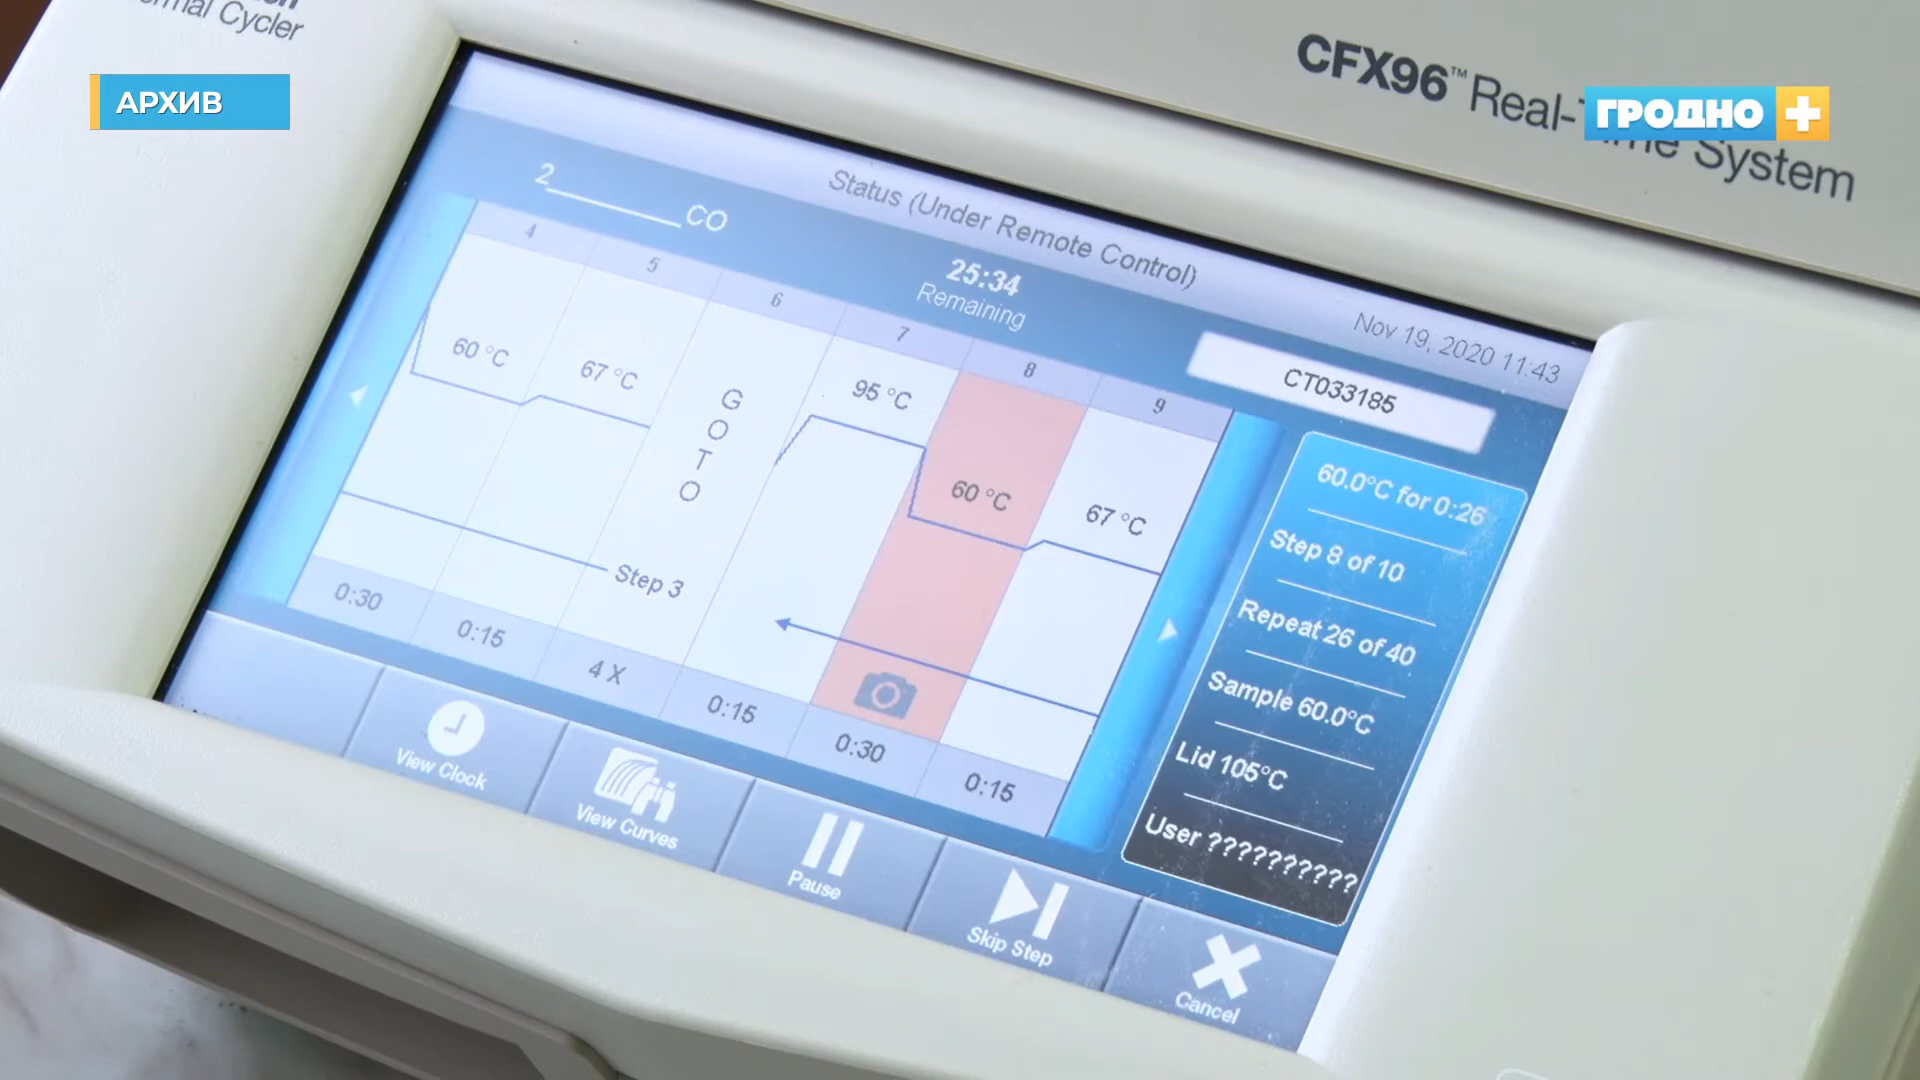 rmal Cycler
АРХИВ
CFX96™ Real-Time System
ГРОДНО +
Status (Under Remote Control)
2________CO
25:34
Remaining
Nov 19, 2020 11:43
CT033185
4 5 6 7 8 9
60 °C 67 °C GOTO 95 °C 60 °C 67 °C
Step 3
0:30 0:15 4 X 0:15 0:30 0:15
60.0°C for 0:26
Step 8 of 10
Repeat 26 of 40
Sample 60.0°C
Lid 105°C
User ??????????
View Clock
View Curves
Pause
Skip Step
Cancel